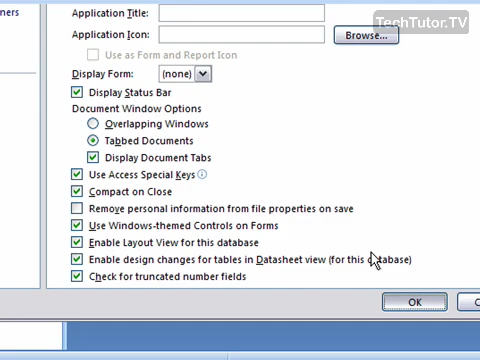 ners
Application Title:
TechTutor.TV
Application Icon:
Browse...
Use as Form and Report Icon
Display Form:
(none)
Display Status Bar
Document Window Options
Overlapping Windows
Tabbed Documents
Display Document Tabs
Use Access Special Keys
Compact on Close
Remove personal information from file properties on save
Use Windows-themed Controls on Forms
Enable Layout View for this database
Enable design changes for tables in Datasheet view (for this database)
Check for truncated number fields
OK
C